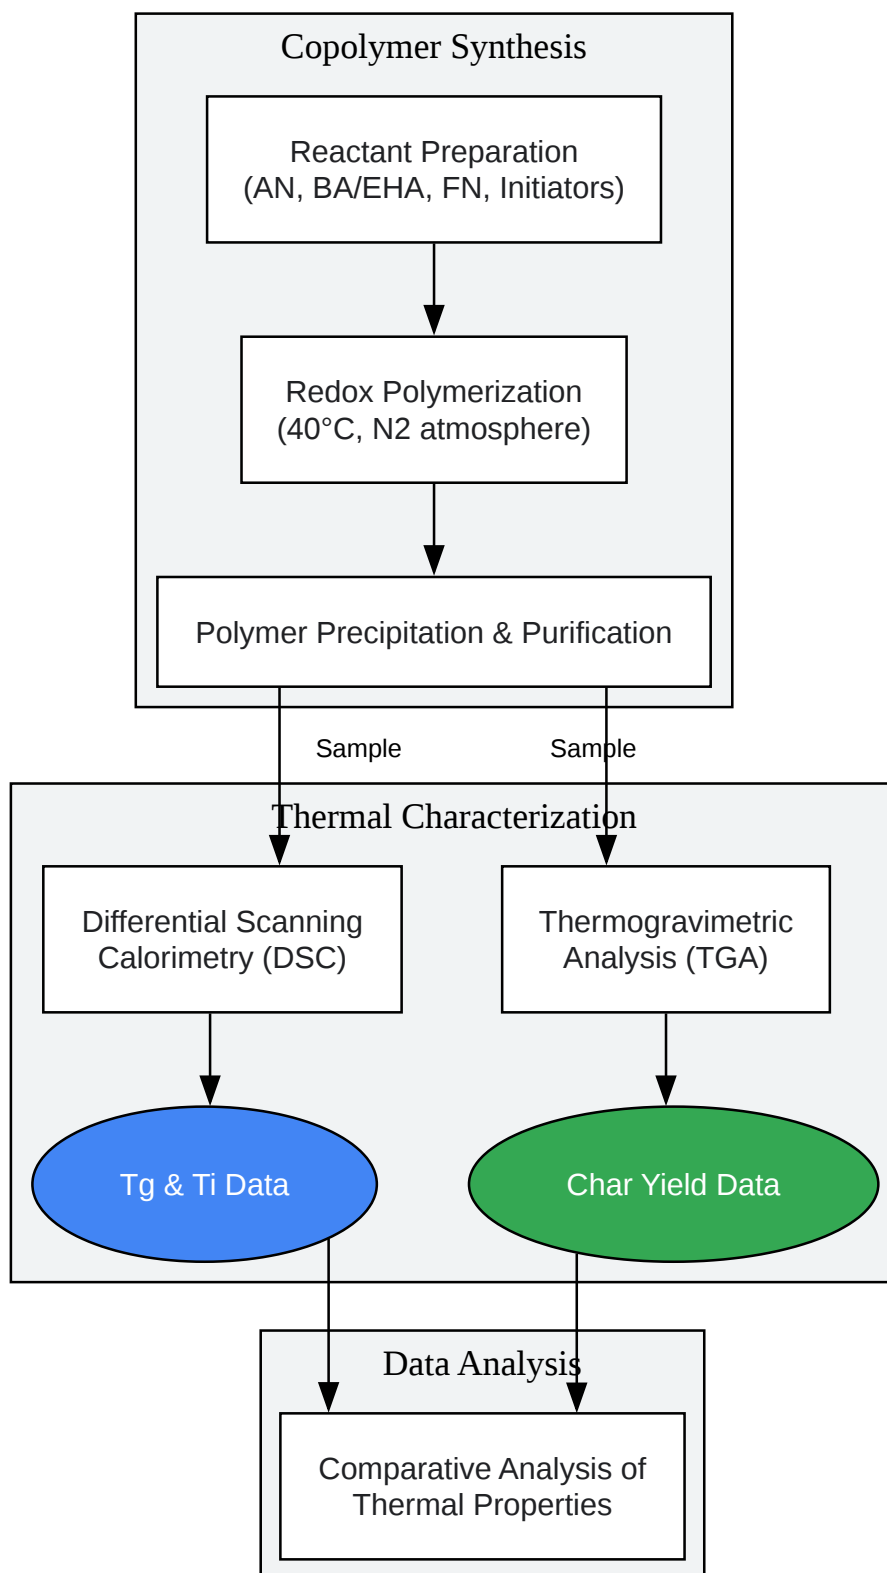 Copolymer Synthesis
Reactant Preparation
(AN, BA/EHA, FN, Initiators)
Redox Polymerization
(40°C, N2 atmosphere)
Polymer Precipitation & Purification
Sample
Sample
Thermal Characterization
Differential Scanning
Calorimetry (DSC)
Thermogravimetric
Analysis (TGA)
Tg & Ti Data
Char Yield Data
Data Analysis
Comparative Analysis of
Thermal Properties